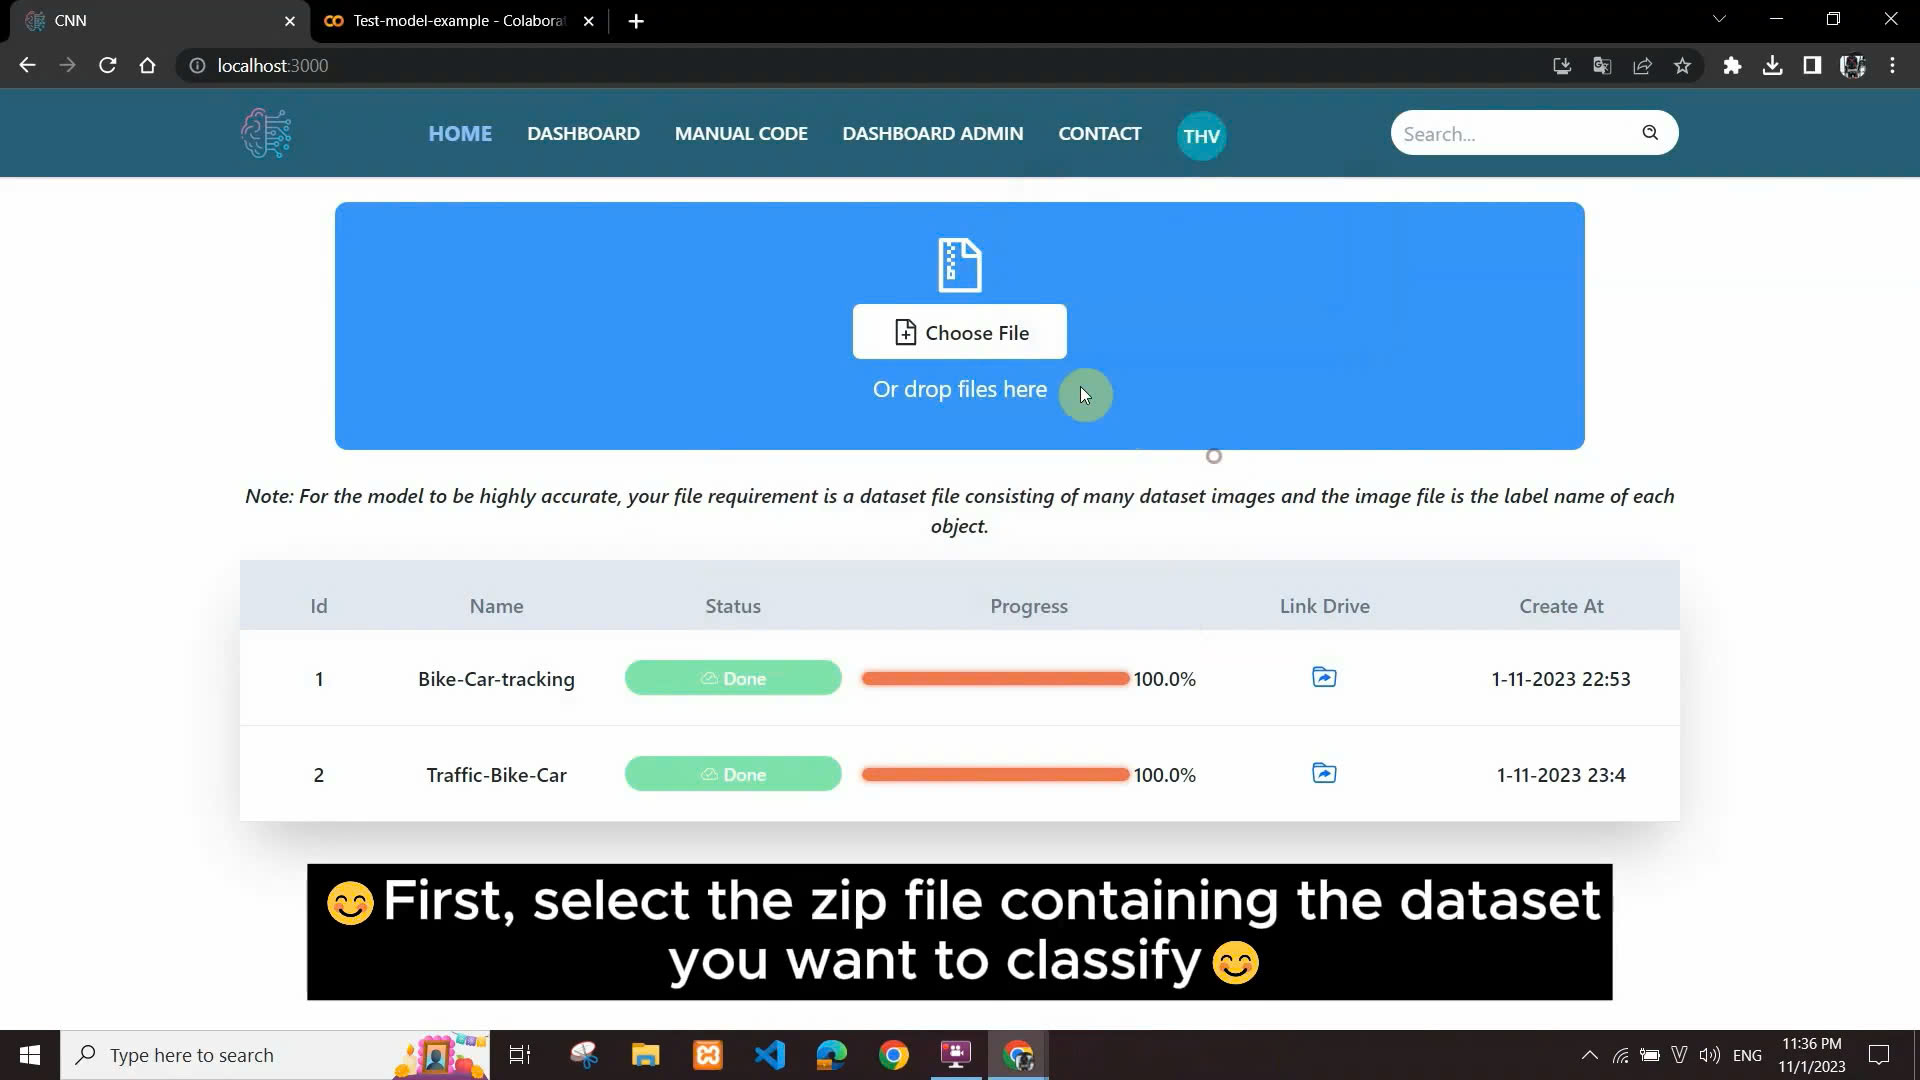 CNN
Test-model-example - Colabora
localhost:3000
HOME DASHBOARD MANUAL CODE DASHBOARD ADMIN CONTACT THV Search...
Choose File
Or drop files here
Note: For the model to be highly accurate, your file requirement is a dataset file consisting of many dataset images and the image file is the label name of each
object.
Id Name Status Progress Link Drive Create At
1 Bike-Car-tracking Done 100.0% 1-11-2023 22:53
2 Traffic-Bike-Car Done 100.0% 1-11-2023 23:4
😊First, select the zip file containing the dataset
you want to classify😊
Type here to search
V ENG
11:36 PM
11/1/2023